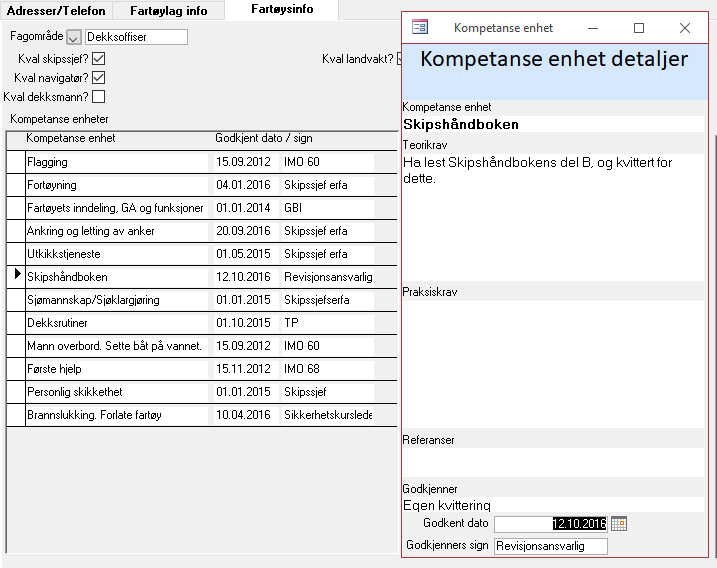 Adresser/Telefon Fartøylag info Fartøysinfo
Fagområde Dekksoffiser
Kval skipssjef? Kval landvakt?
Kval navigatør?
Kval dekksmann?
Kompetanse enheter
Kompetanse enhet Godkjent dato / sign
Flagging 15.09.2012 IMO 60
Fortøyning 04.01.2016 Skipssjef erfa
Fartøyets inndeling, GA og funksjoner 01.01.2014 GBI
Ankring og letting av anker 20.09.2016 Skipssjef erfa
Utkikkstjeneste 01.05.2015 Skipssjef erfa
Skipshåndboken 12.10.2016 Revisjonsansvarlig
Sjømannskap/Sjøklargjøring 01.01.2015 Skipssjefserfa
Dekksrutiner 01.10.2015 TP
Mann overbord. Sette båt på vannet. 15.09.2012 IMO 60
Første hjelp 15.11.2012 IMO 68
Personlig skikkethet 01.01.2015 Skipssjef
Brannslukking. Forlate fartøy 10.04.2016 Sikkerhetskurslede
Kompetanse enhet
Kompetanse enhet detaljer
Kompetanse enhet
Skipshåndboken
Teorikrav
Ha lest Skipshåndbokens del B, og kvittert for
dette.
Praksiskrav
Referanser
Godkjenner
Egen kvittering
Godkent dato 12.10.2016
Godkjenners sign Revisjonsansvarlig